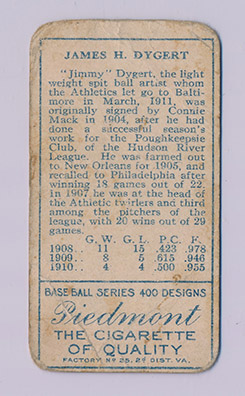 JAMES H. DYGERT
"Jimmy" Dygert, the light
weight spit ball artist whom
the Athletics let go to Balti-
more in March, 1911, was
originally signed by Connie
Mack in 1904, after he had
done a successful season's
work for the Poughkeepsie
Club, of the Hudson River
League. He was farmed out
to New Orleans for 1905, and
recalled to Philadelphia after
winning 18 games out of 22.
In 1907 he was at the head of
the Athletic twirlers and third
among the pitchers of the
league, with 20 wins out of 29
games.
G. W. G. L. P.C. F.
1908.. 11 15 .423 .978
1909.. 8 5 .615 .946
1910.. 4 4 .500 .955
BASEBALL SERIES 400 DESIGNS
Piedmont
THE CIGARETTE
OF QUALITY
FACTORY No 25, 2d DIST. VA.